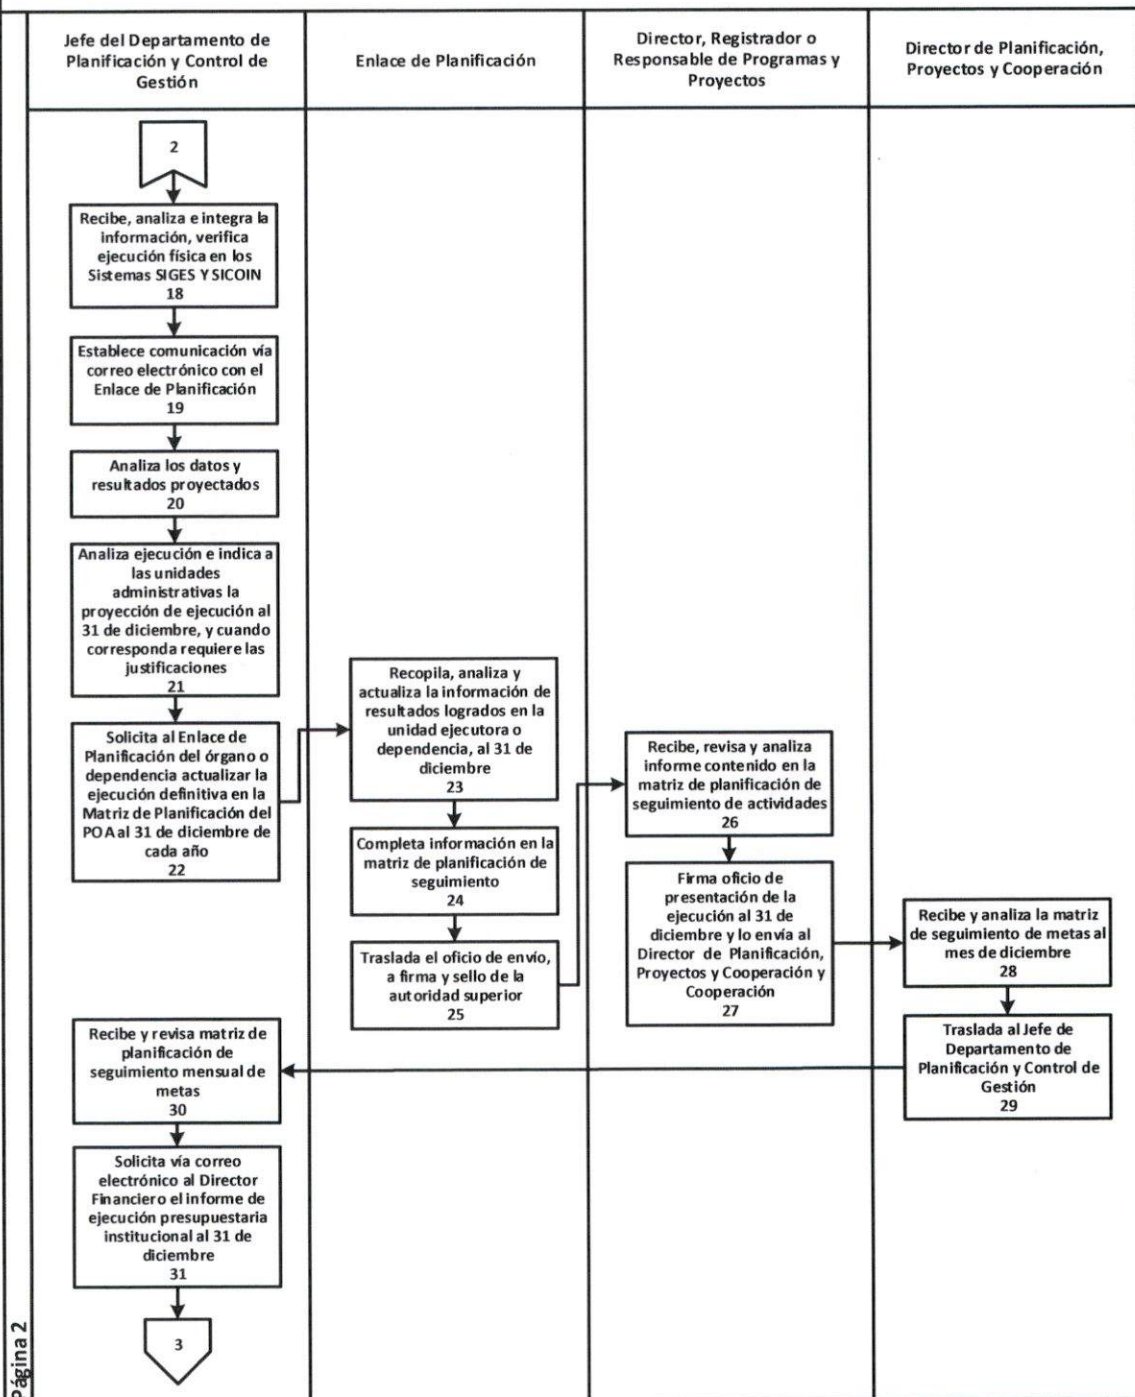 Jefe del Departamento de
Planificación y Control de
Gestión
Enlace de Planificación
Director, Registrador o
Responsable de Programas y
Proyectos
Director de Planificación,
Proyectos y Cooperación
2
Recibe, analiza e integra la
información, verifica
ejecución física en los
Sistemas SIGES Y SICOIN
18
Establece comunicación vía
correo electrónico con el
Enlace de Planificación
19
Analiza los datos y
resultados proyectados
20
Analiza ejecución e indica a
las unidades
administrativas la
proyección de ejecución al
31 de diciembre, y cuando
corresponda requiere las
justificaciones
21
Solicita al Enlace de
Planificación del órgano o
dependencia actualizar la
ejecución definitiva en la
Matriz de Planificación del
POA al 31 de diciembre de
cada año
22
Recopila, analiza y
actualiza la información de
resultados logrados en la
unidad ejecutora o
dependencia, al 31 de
diciembre
23
Completa información en la
matriz de planificación de
seguimiento
24
Traslada el oficio de envío,
a firma y sello de la
autoridad superior
25
Recibe, revisa y analiza
informe contenido en la
matriz de planificación de
seguimiento de actividades
26
Firma oficio de
presentación de la
ejecución al 31 de
diciembre y lo envía al
Director de Planificación,
Proyectos y Cooperación y
Cooperación
27
Recibe y analiza la matriz
de seguimiento de metas al
mes de diciembre
28
Traslada al Jefe de
Departamento de
Planificación y Control de
Gestión
29
Recibe y revisa matriz de
planificación de
seguimiento mensual de
metas
30
Solicita vía correo
electrónico al Director
Financiero el informe de
ejecución presupuestaria
institucional al 31 de
diciembre
31
3
Página 2